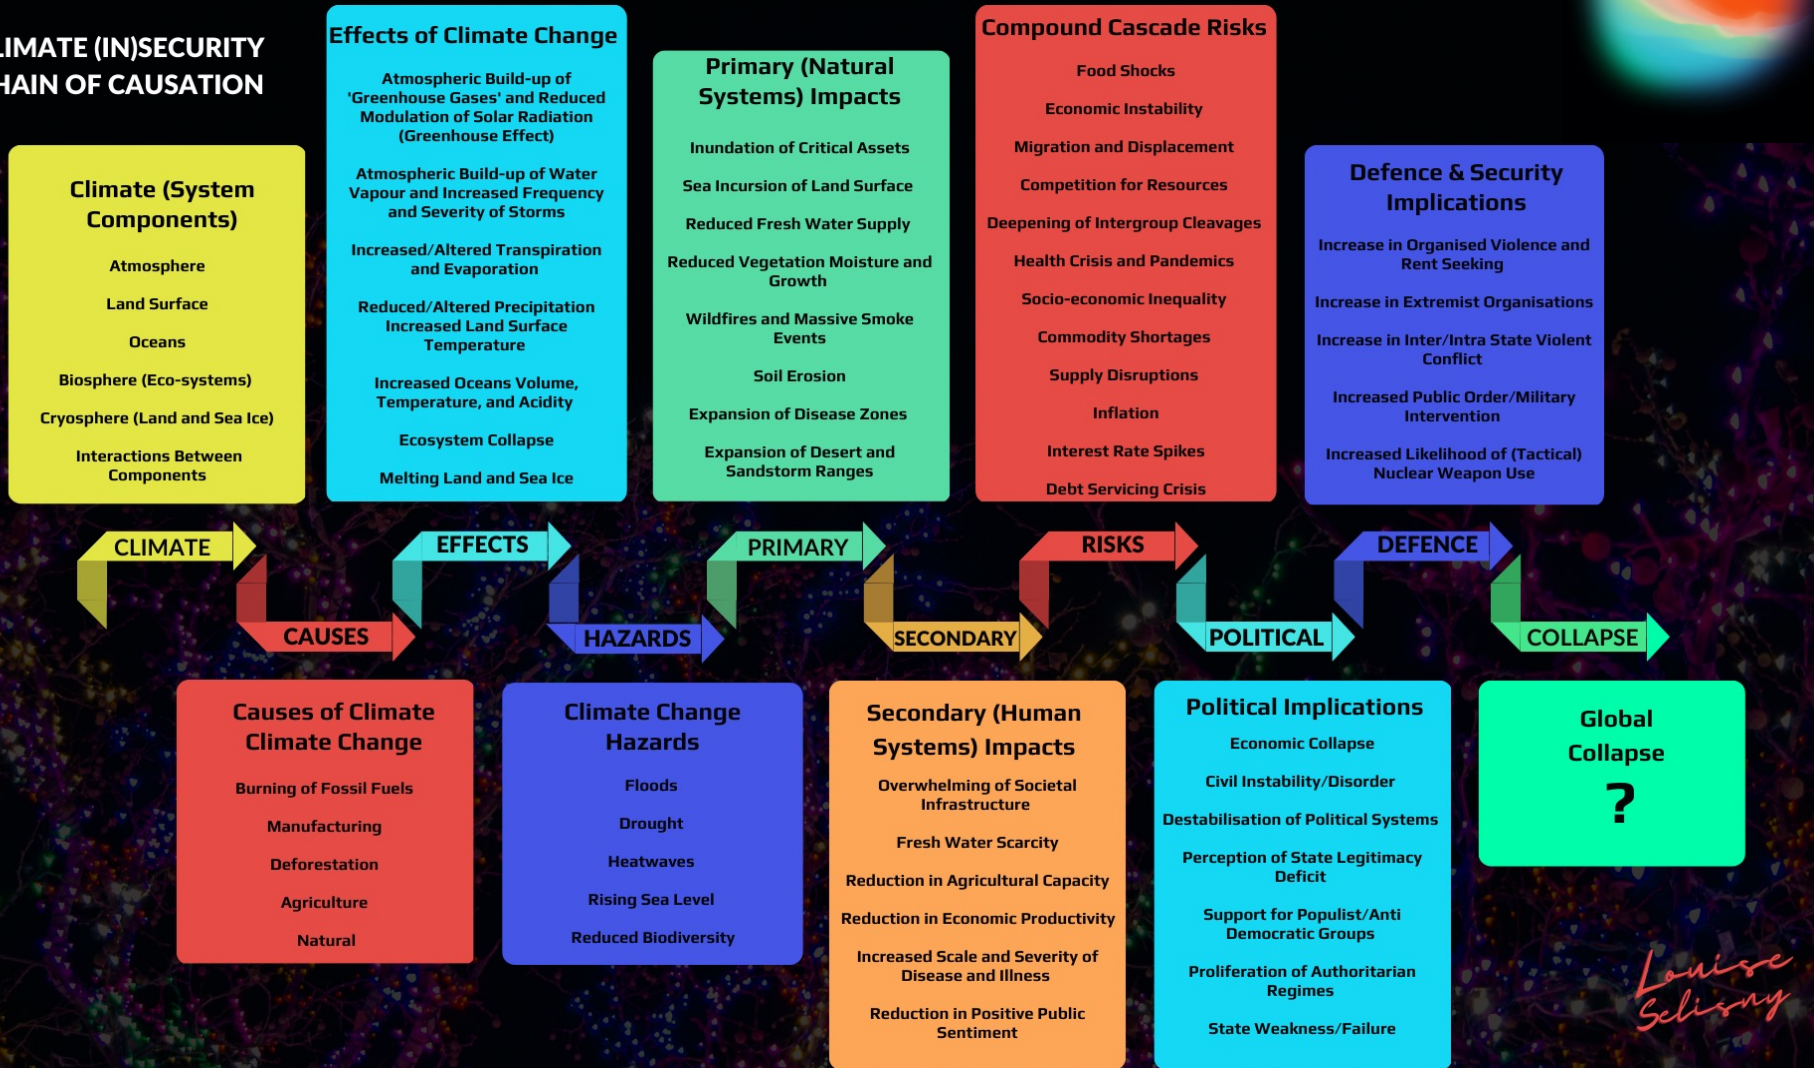 LIMATE (IN)SECURITY
HAIN OF CAUSATION
Climate (System
Components)
Atmosphere
Land Surface
Oceans
Biosphere (Eco-systems)
Cryosphere (Land and Sea Ice)
Interactions Between
Components
Effects of Climate Change
Atmospheric Build-up of
'Greenhouse Gases' and Reduced
Modulation of Solar Radiation
(Greenhouse Effect)
Atmospheric Build-up of Water
Vapour and Increased Frequency
and Severity of Storms
Increased/Altered Transpiration
and Evaporation
Reduced/Altered Precipitation
Increased Land Surface
Temperature
Increased Oceans Volume,
Temperature, and Acidity
Ecosystem Collapse
Melting Land and Sea Ice
Primary (Natural
Systems) Impacts
Inundation of Critical Assets
Sea Incursion of Land Surface
Reduced Fresh Water Supply
Reduced Vegetation Moisture and
Growth
Wildfires and Massive Smoke
Events
Soil Erosion
Expansion of Disease Zones
Expansion of Desert and
Sandstorm Ranges
Compound Cascade Risks
Food Shocks
Economic Instability
Migration and Displacement
Competition for Resources
Deepening of Intergroup Cleavages
Health Crisis and Pandemics
Socio-economic Inequality
Commodity Shortages
Supply Disruptions
Inflation
Interest Rate Spikes
Debt Servicing Crisis
Defence & Security
Implications
Increase in Organised Violence and
Rent Seeking
Increase in Extremist Organisations
Increase in Inter/Intra State Violent
Conflict
Increased Public Order/Military
Intervention
Increased Likelihood of (Tactical)
Nuclear Weapon Use
CLIMATE
CAUSES
EFFECTS
HAZARDS
PRIMARY
SECONDARY
RISKS
POLITICAL
DEFENCE
COLLAPSE
Causes of Climate
Climate Change
Burning of Fossil Fuels
Manufacturing
Deforestation
Agriculture
Natural
Climate Change
Hazards
Floods
Drought
Heatwaves
Rising Sea Level
Reduced Biodiversity
Secondary (Human
Systems) Impacts
Overwhelming of Societal
Infrastructure
Fresh Water Scarcity
Reduction in Agricultural Capacity
Reduction in Economic Productivity
Increased Scale and Severity of
Disease and Illness
Reduction in Positive Public
Sentiment
Political Implications
Economic Collapse
Civil Instability/Disorder
Destabilisation of Political Systems
Perception of State Legitimacy
Deficit
Support for Populist/Anti
Democratic Groups
Proliferation of Authoritarian
Regimes
State Weakness/Failure
Global
Collapse
?
Louise
Selisny